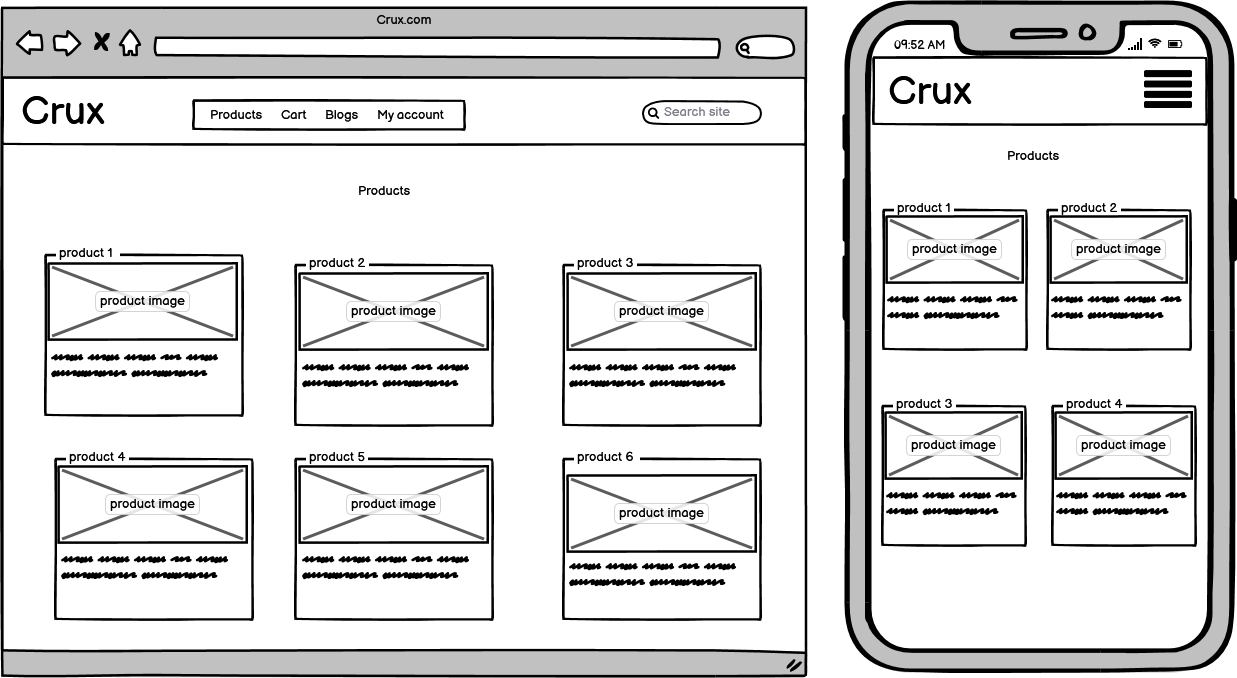 Crux.com
Crux
Products Cart Blogs My account
Search site
Products
product 1
product image
product 2
product image
product 3
product image
product 4
product image
product 5
product image
product 6
product image
09:52 AM
Crux
Products
product 1
product image
product 2
product image
product 3
product image
product 4
product image